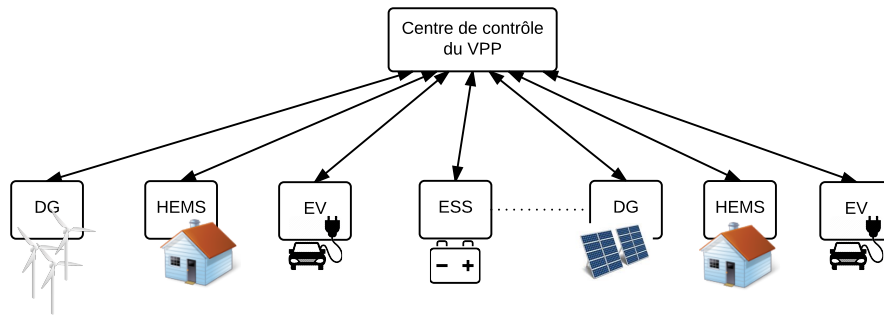 Centre de contrôle
du VPP
DG
HEMS
EV
ESS
DG
HEMS
EV